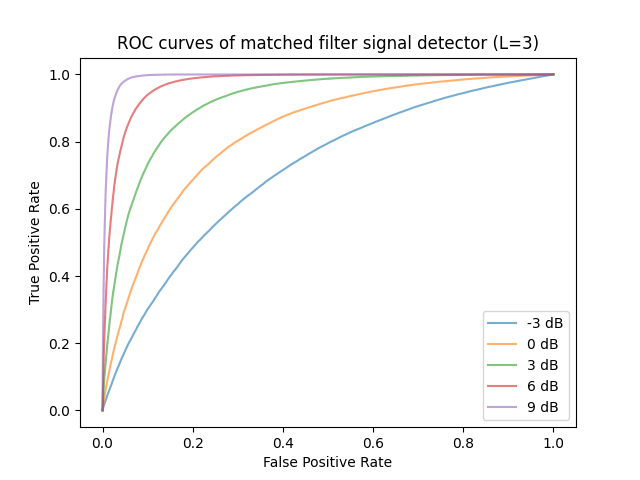 ROC curves of matched filter signal detector (L=3)
True Positive Rate
1.0
0.8
0.6
0.4
0.2
0.0
0.0 0.2 0.4 0.6 0.8 1.0
False Positive Rate
-3 dB
0 dB
3 dB
6 dB
9 dB